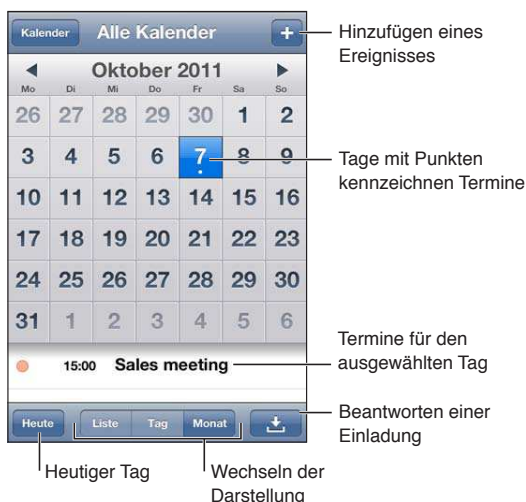 Kalender Alle Kalender +
Hinzufügen eines
Ereignisses
Oktober 2011
Mo Di Mi Do Fr Sa So
26 27 28 29 30 1 2
3 4 5 6 7 8 9
Tage mit Punkten
kennzeichnen Termine
10 11 12 13 14 15 16
17 18 19 20 21 22 23
24 25 26 27 28 29 30
31 1 2 3 4 5 6
15:00 Sales meeting
Termine für den
ausgewählten Tag
Heute Liste Tag Monat
Beantworten einer
Einladung
Heutiger Tag
Wechseln der
Darstellung